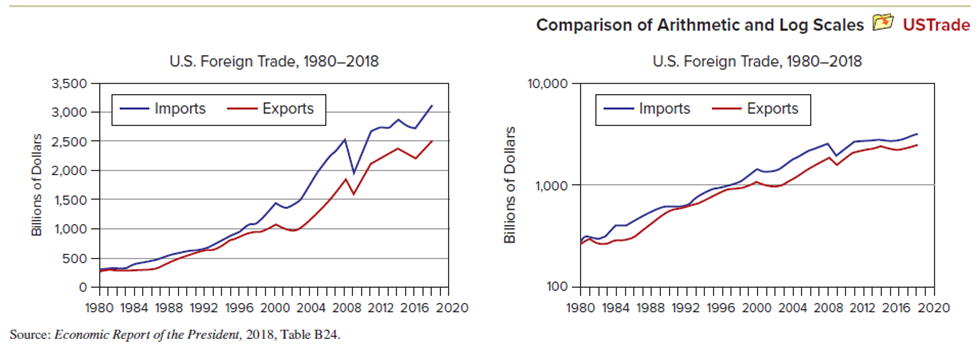 Comparison of Arithmetic and Log Scales USTrade
U.S. Foreign Trade, 1980–2018
3,500
3,000
2,500
2,000
1,500
1,000
500
0
Billions of Dollars
Imports Exports
1980 1984 1988 1992 1996 2000 2004 2008 2012 2016 2020
U.S. Foreign Trade, 1980–2018
10,000
1,000
100
Billions of Dollars
Imports Exports
1980 1984 1988 1992 1996 2000 2004 2008 2012 2016 2020
Source: Economic Report of the President, 2018, Table B24.